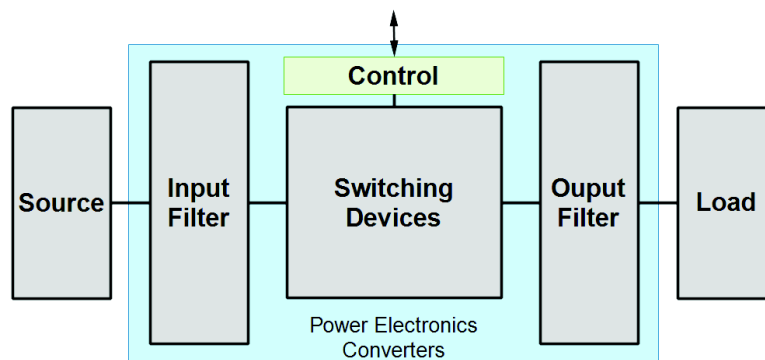 Control
Source
Input
Filter
Switching
Devices
Ouput
Filter
Load
Power Electronics
Converters